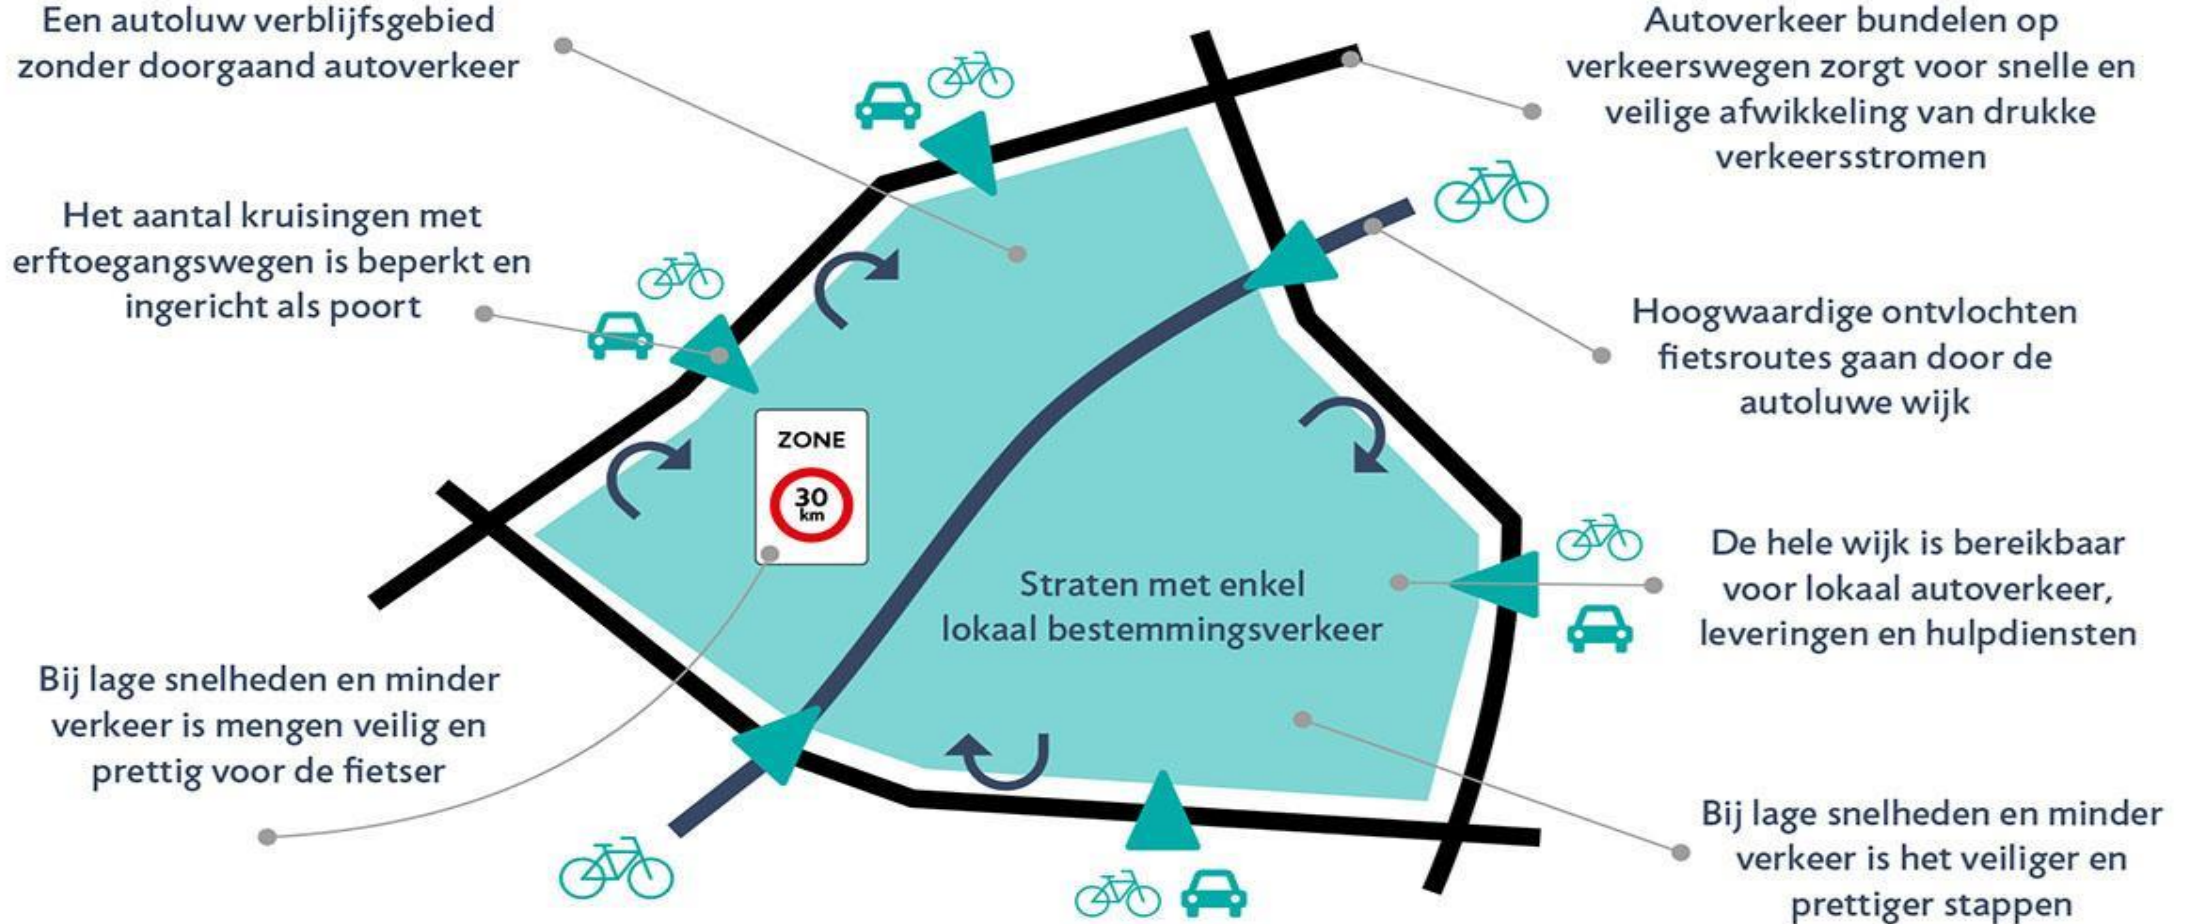 Een autoluw verblijfsgebied
zonder doorgaand autoverkeer
Het aantal kruisingen met
erftoegangswegen is beperkt en
ingericht als poort
Bij lage snelheden en minder
verkeer is mengen veilig en
prettig voor de fietser
ZONE
30
km
Straten met enkel
lokaal bestemmingsverkeer
Autoverkeer bundelen op
verkeerswegen zorgt voor snelle en
veilige afwikkeling van drukke
verkeersstromen
Hoogwaardige ontvlochten
fietsroutes gaan door de
autoluwe wijk
De hele wijk is bereikbaar
voor lokaal autoverkeer,
leveringen en hulpdiensten
Bij lage snelheden en minder
verkeer is het veiliger en
prettiger stappen